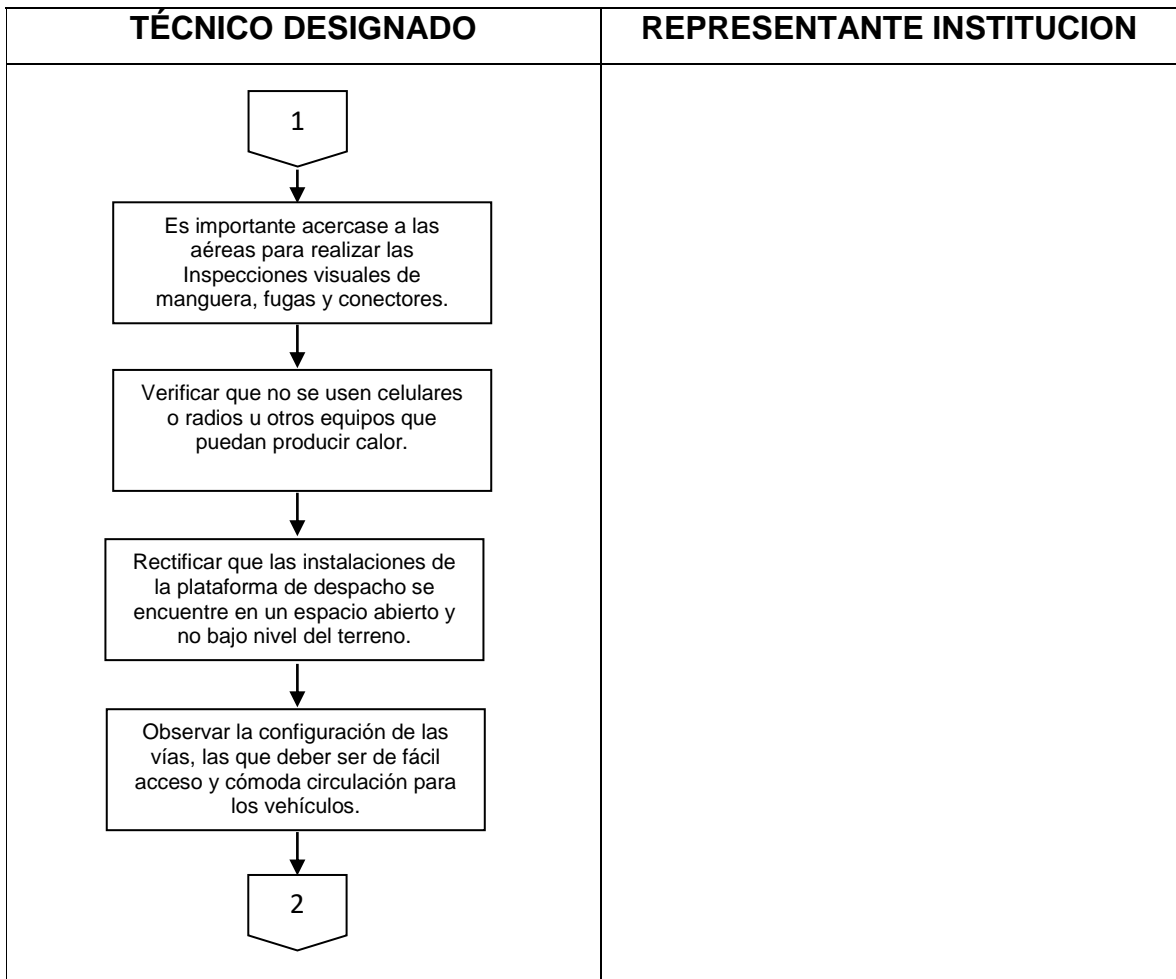 TÉCNICO DESIGNADO
REPRESENTANTE INSTITUCION
1
Es importante acercase a las
aéreas para realizar las
Inspecciones visuales de
manguera, fugas y conectores.
Verificar que no se usen celulares
o radios u otros equipos que
puedan producir calor.
Rectificar que las instalaciones de
la plataforma de despacho se
encuentre en un espacio abierto y
no bajo nivel del terreno.
Observar la configuración de las
vías, las que deber ser de fácil
acceso y cómoda circulación para
los vehículos.
2